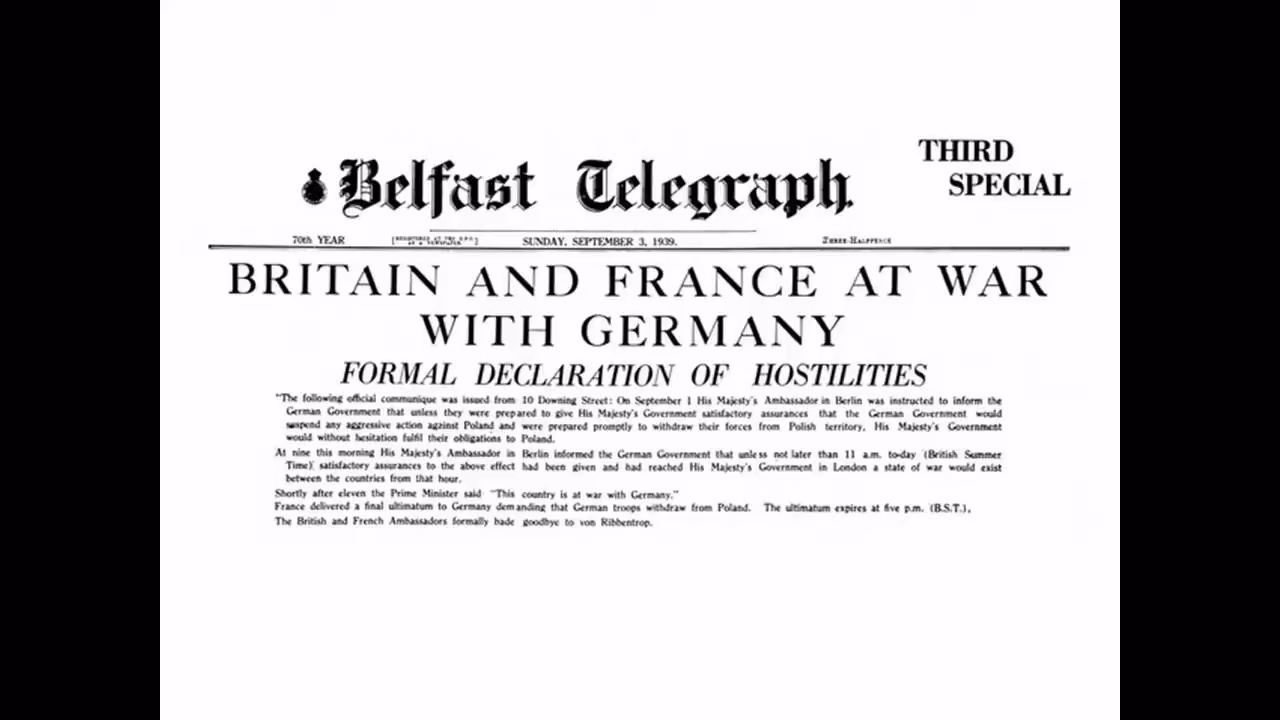 Belfast Telegraph.
THIRD
SPECIAL
70th YEAR [REGISTERED AT THE G.P.O. AS A NEWSPAPER.] SUNDAY, SEPTEMBER 3, 1939. THREE-HALFPENCE
BRITAIN AND FRANCE AT WAR
WITH GERMANY
FORMAL DECLARATION OF HOSTILITIES
"The following official communique was issued from 10 Downing Street: On September 1 His Majesty's Ambassador in Berlin was instructed to inform the
German Government that unless they were prepared to give His Majesty's Government satisfactory assurances that the German Government would
suspend any aggressive action against Poland and were prepared promptly to withdraw their forces from Polish territory, His Majesty's Government
would without hesitation fulfil their obligations to Poland.
At nine this morning His Majesty's Ambassador in Berlin informed the German Government that unless not later than 11 a.m. to-day (British Summer
Time) satisfactory assurances to the above effect had been given and had reached His Majesty's Government in London a state of war would exist
between the countries from that hour.
Shortly after eleven the Prime Minister said "This country is at war with Germany."
France delivered a final ultimatum to Germany demanding that German troops withdraw from Poland. The ultimatum expires at five p.m. (B.S.T.).
The British and French Ambassadors formally bade goodbye to von Ribbentrop.